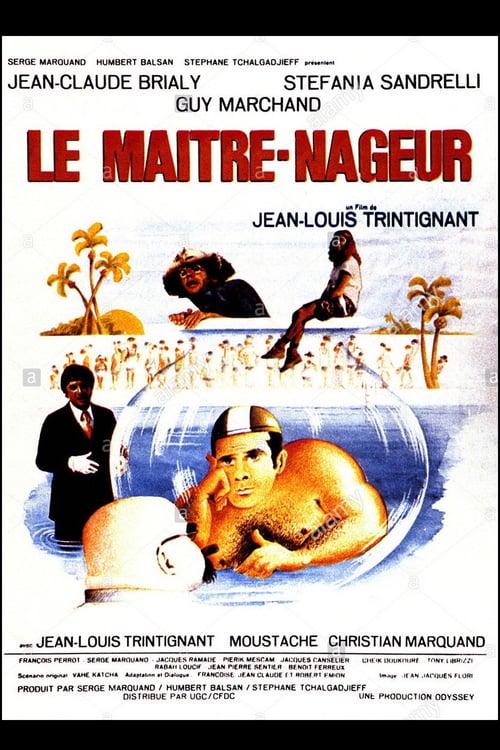 SERGE MARQUAND HUMBERT BALSAN STEPHANE TCHALGADJIEFF présentent
JEAN-CLAUDE BRIALY STEFANIA SANDRELLI
GUY MARCHAND
LE MAITRE-NAGEUR
un Film de
JEAN-LOUIS TRINTIGNANT
avec JEAN-LOUIS TRINTIGNANT MOUSTACHE CHRISTIAN MARQUAND
FRANÇOIS PERROT - SERGE MARQUAND - JACQUES RAMADE PIERIK MESCAM JACQUES CANSELIER CHEIK DOUKOURE TONY LIBRIZZI
RABAH LOUCIF JEAN PIERRE SENTIER BENOIT FERREUX
Scénario original VAHE KATCHA Adaptation et Dialogue FRANÇOISE JEAN CLAUDE ET ROBERT EMION Image JEAN JACQUES FLORI
PRODUIT PAR SERGE MARQUAND / HUMBERT BALSAN / STEPHANE TCHALGADJIEFF
DISTRIBUE PAR UGC/CFDC UNE PRODUCTION ODYSSEY